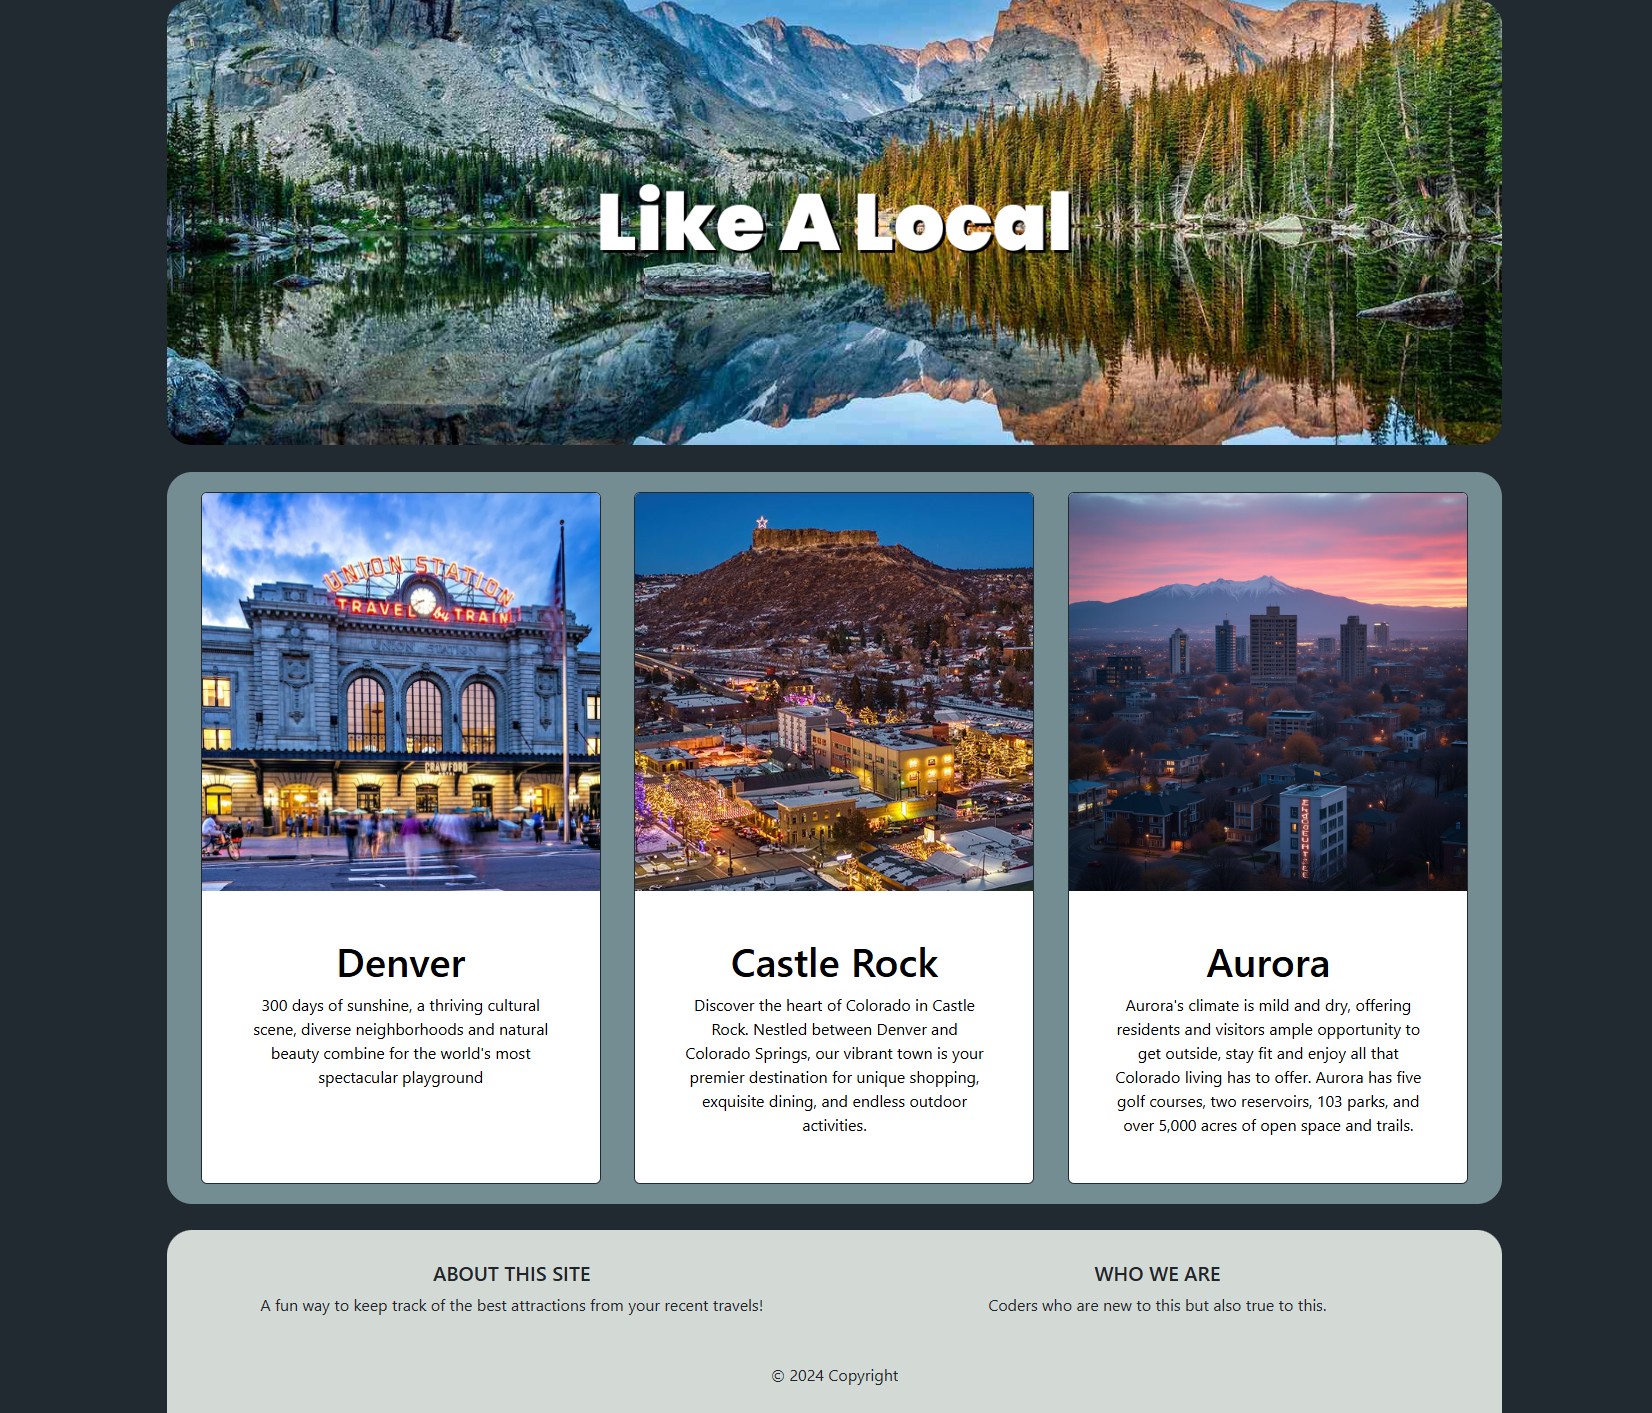 Like A Local
UNION STATION
TRAVEL by TRAIN
UNION STATION
CRAWFORD
Denver
300 days of sunshine, a thriving cultural
scene, diverse neighborhoods and natural
beauty combine for the world's most
spectacular playground
Castle Rock
Discover the heart of Colorado in Castle
Rock. Nestled between Denver and
Colorado Springs, our vibrant town is your
premier destination for unique shopping,
exquisite dining, and endless outdoor
activities.
Aurora
Aurora's climate is mild and dry, offering
residents and visitors ample opportunity to
get outside, stay fit and enjoy all that
Colorado living has to offer. Aurora has five
golf courses, two reservoirs, 103 parks, and
over 5,000 acres of open space and trails.
ABOUT THIS SITE
A fun way to keep track of the best attractions from your recent travels!
WHO WE ARE
Coders who are new to this but also true to this.
© 2024 Copyright